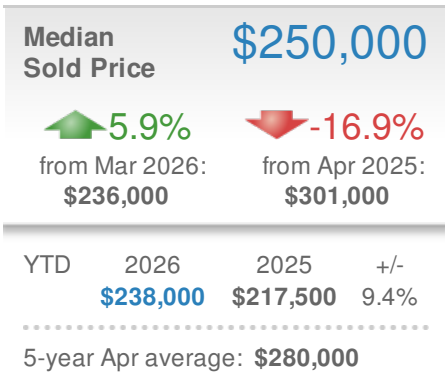 Median
Sold Price
$250,000
5.9%
from Mar 2026:
$236,000
-16.9%
from Apr 2025:
$301,000
YTD 2026 2025 +/-
$238,000 $217,500 9.4%
5-year Apr average: $280,000